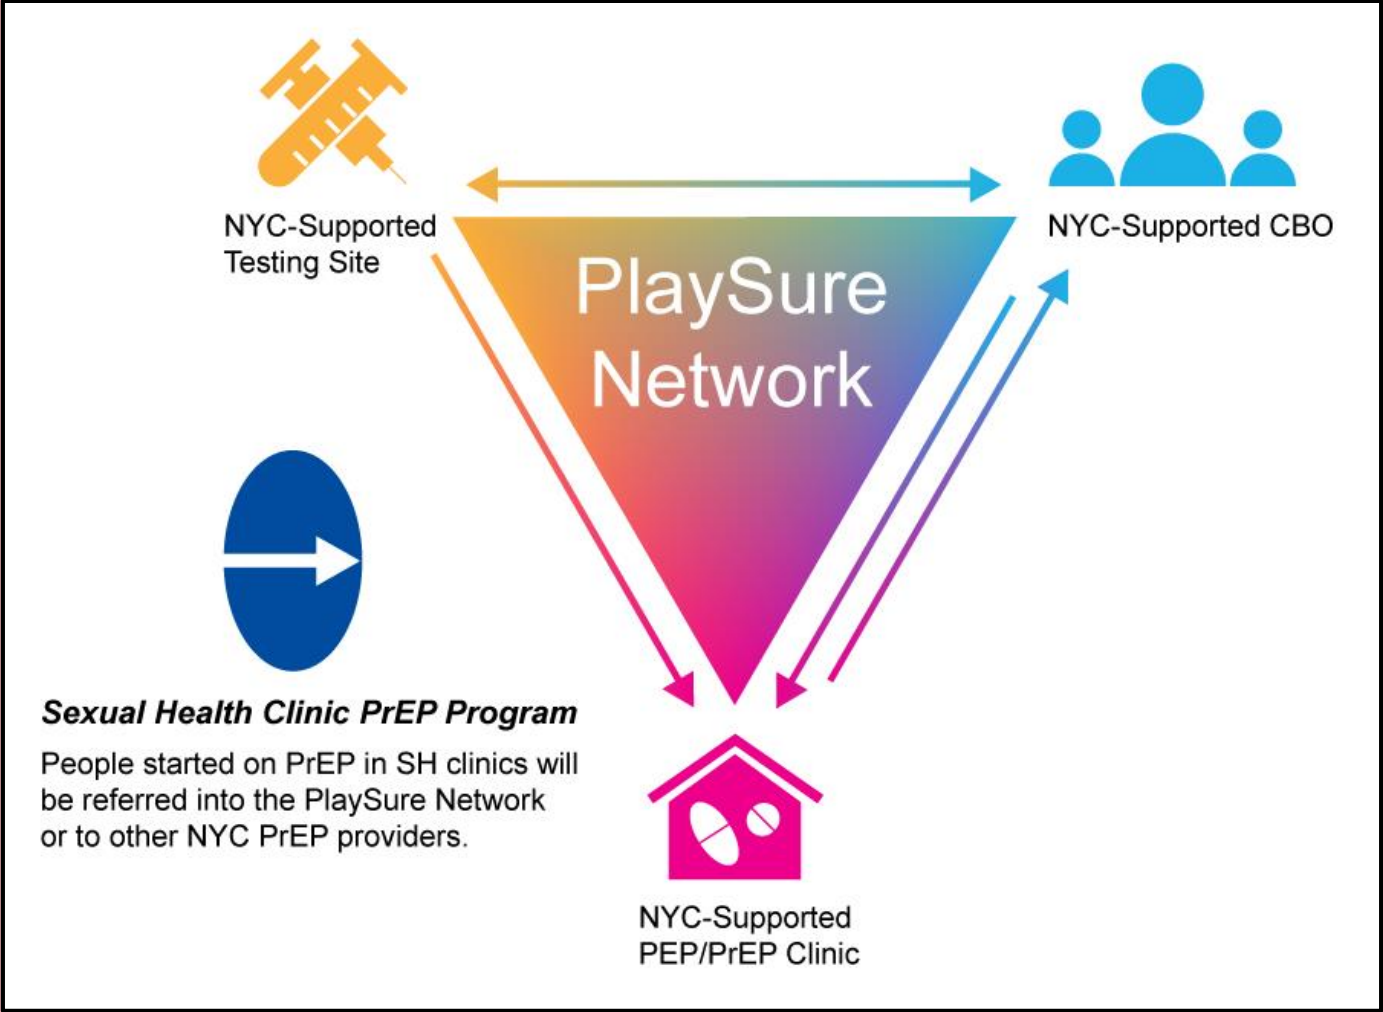 NYC-Supported
Testing Site
NYC-Supported CBO
PlaySure
Network
Sexual Health Clinic PrEP Program
People started on PrEP in SH clinics will
be referred into the PlaySure Network
or to other NYC PrEP providers.
NYC-Supported
PEP/PrEP Clinic